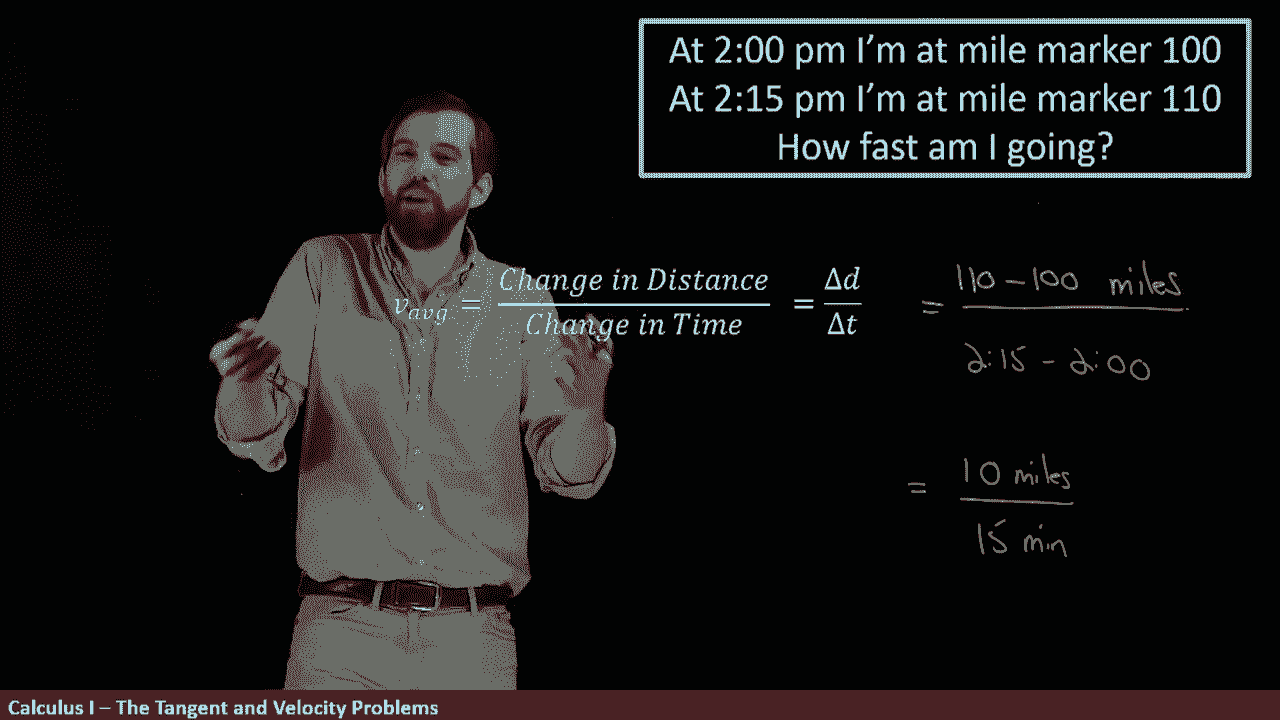 At 2:00 pm I'm at mile marker 100
At 2:15 pm I'm at mile marker 110
How fast am I going?
v_avg = Change in Distance / Change in Time = Δd / Δt = 110 – 100 miles / 2:15 – 2:00
= 10 miles / 15 min
Calculus I – The Tangent and Velocity Problems